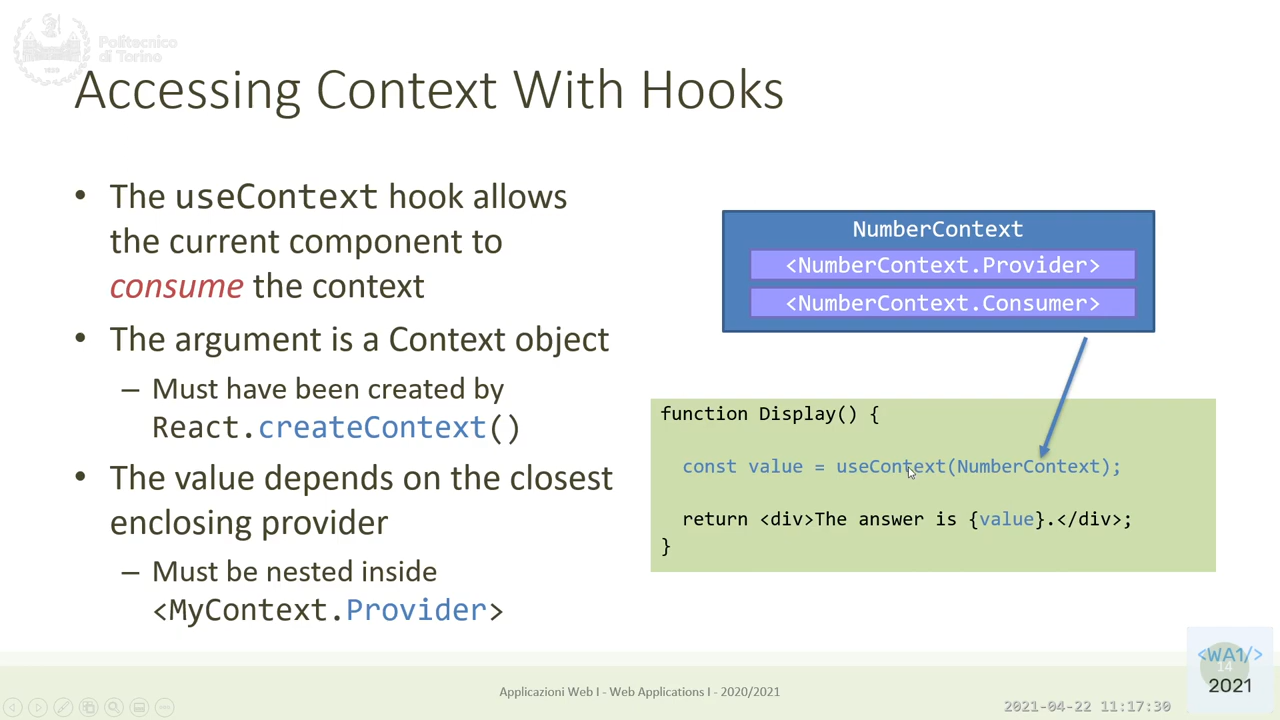 Politecnico
di Torino
Accessing Context With Hooks
• The useContext hook allows
the current component to
consume the context
• The argument is a Context object
– Must have been created by
React.createContext()
• The value depends on the closest
enclosing provider
– Must be nested inside
<MyContext.Provider>
NumberContext
<NumberContext.Provider>
<NumberContext.Consumer>
function Display() {
const value = useContext(NumberContext);
return <div>The answer is {value}.</div>;
}
Applicazioni Web I - Web Applications I - 2020/2021
<WA1/>
14
2021
2021-04-22 11:17:30